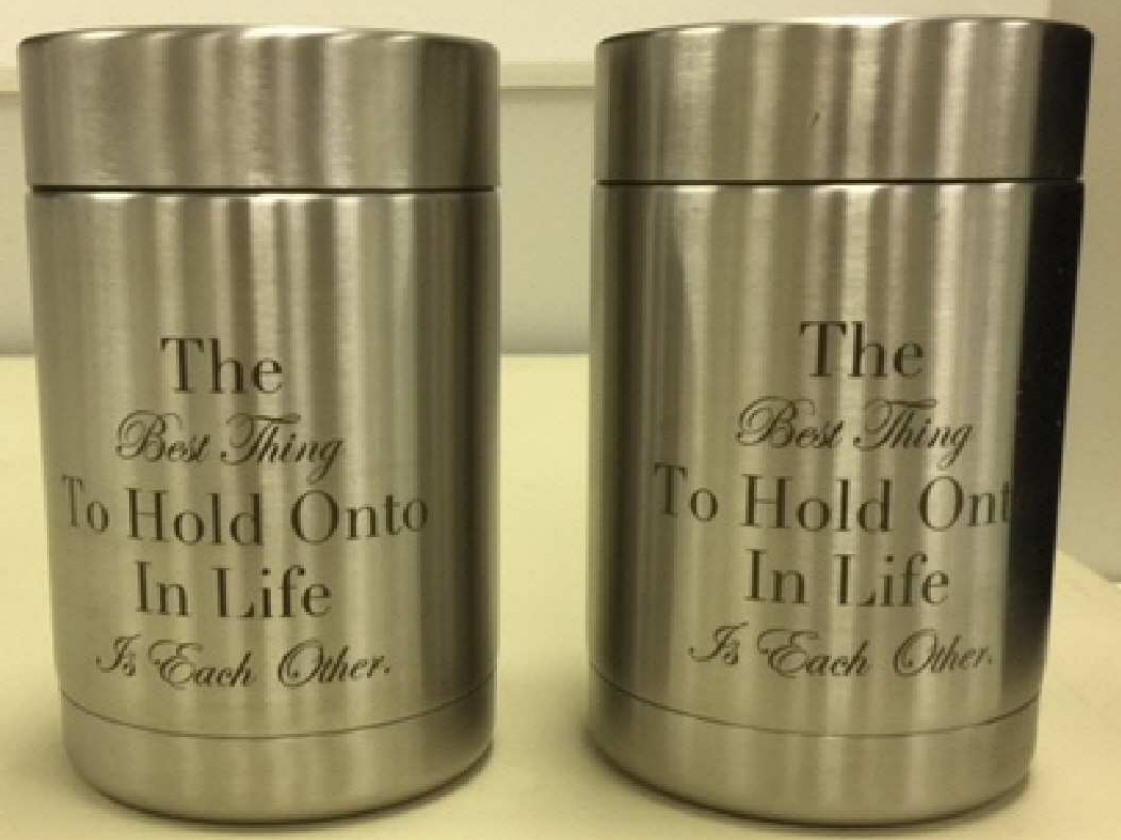 The
Best Thing
To Hold Onto
In Life
Is Each Other.
The
Best Thing
To Hold Ont
In Life
Is Each Other.